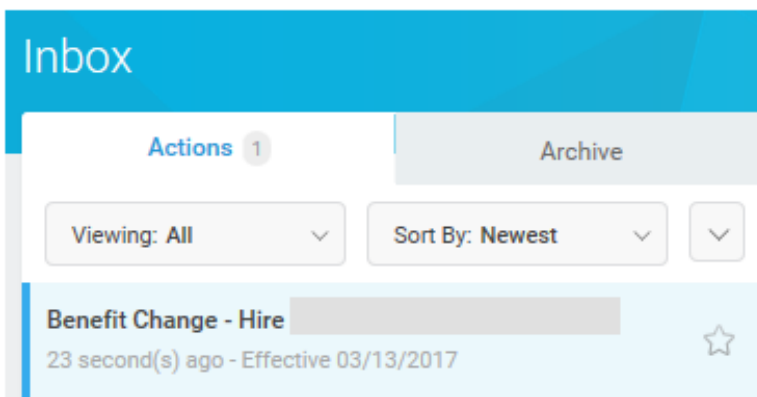 Inbox
Actions 1
Archive
Viewing: All
Sort By: Newest
Benefit Change - Hire
23 second(s) ago - Effective 03/13/2017